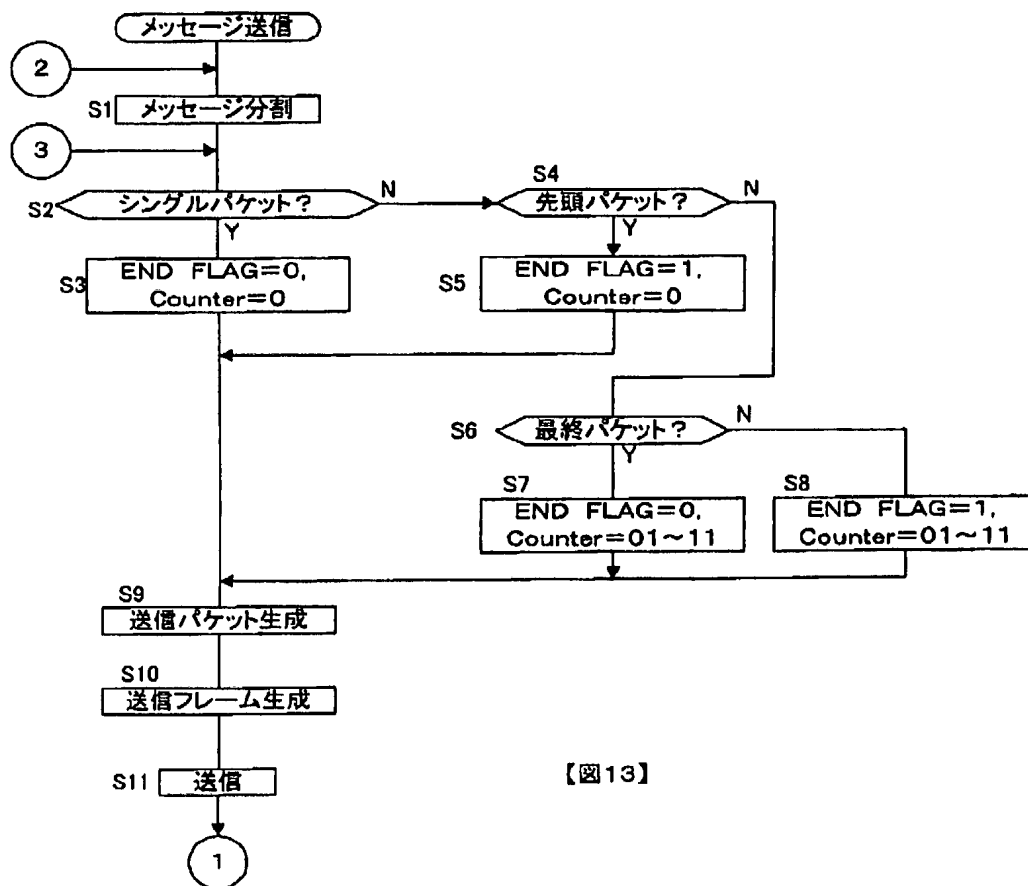 メッセージ送信
2
S1 メッセージ分割
3
S2 シングルパケット?
N
Y
S4
先頭パケット?
N
Y
S3
END FLAG=0,
Counter=0
S5
END FLAG=1,
Counter=0
S6 最終パケット?
N
Y
S7
END FLAG=0,
Counter=01~11
S8
END FLAG=1,
Counter=01~11
S9
送信パケット生成
S10
送信フレーム生成
S11 送信
【図13】
1